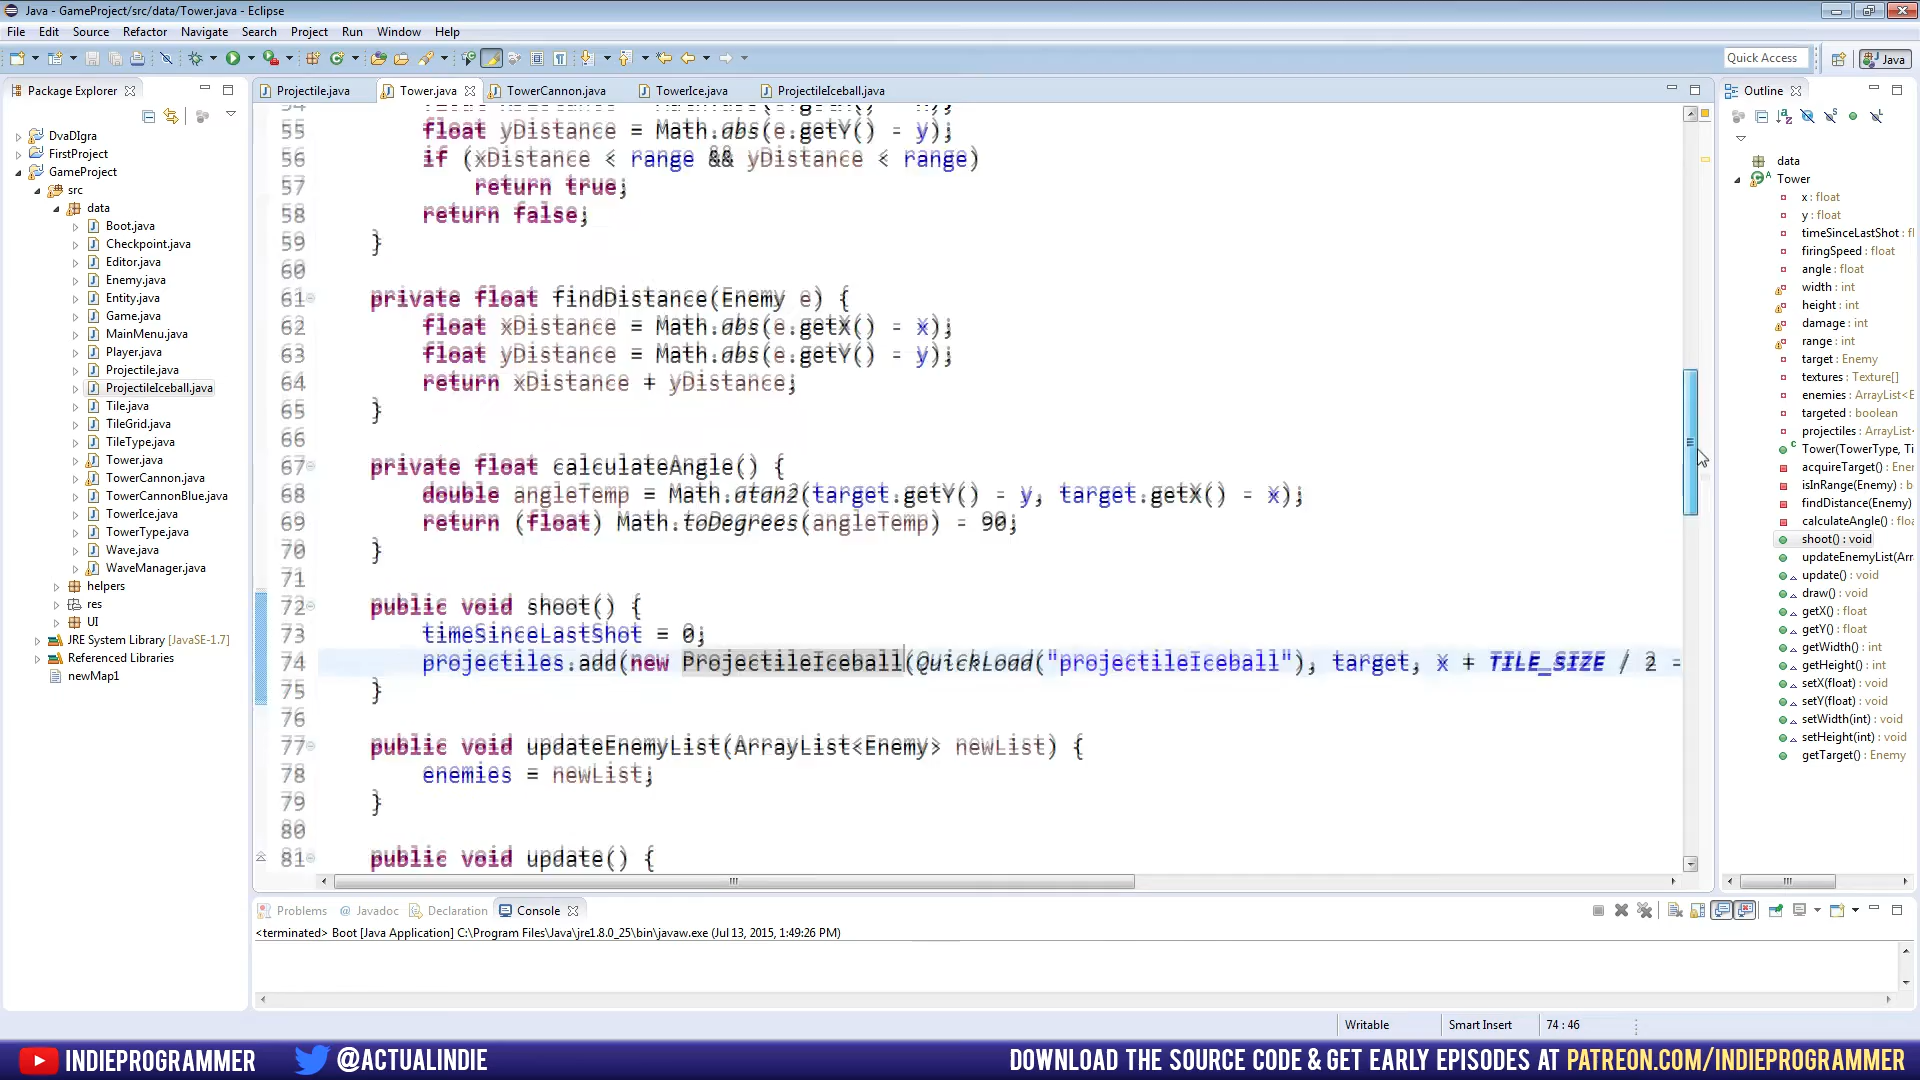 Java - GameProject/src/data/Tower.java - Eclipse
File Edit Source Refactor Navigate Search Project Run Window Help
Quick Access
Java
Package Explorer
Projectile.java
Tower.java
TowerCannon.java
TowerIce.java
ProjectileIceball.java
Outline
DvaDIgra
FirstProject
GameProject
src
data
Boot.java
Checkpoint.java
Editor.java
Enemy.java
Entity.java
Game.java
MainMenu.java
Player.java
Projectile.java
ProjectileIceball.java
Tile.java
TileGrid.java
TileType.java
Tower.java
TowerCannon.java
TowerCannonBlue.java
TowerIce.java
TowerType.java
Wave.java
WaveManager.java
helpers
res
UI
JRE System Library [JavaSE-1.7]
Referenced Libraries
newMap1
55 float yDistance = Math.abs(e.getY() - y);
56 if (xDistance < range && yDistance < range)
57 return true;
58 return false;
59 }
60
61 private float findDistance(Enemy e) {
62 float xDistance = Math.abs(e.getX() - x);
63 float yDistance = Math.abs(e.getY() - y);
64 return xDistance + yDistance;
65 }
66
67 private float calculateAngle() {
68 double angleTemp = Math.atan2(target.getY() - y, target.getX() - x);
69 return (float) Math.toDegrees(angleTemp) - 90;
70 }
71
72 public void shoot() {
73 timeSinceLastShot = 0;
74 projectiles.add(new ProjectileIceball(QuickLoad("projectileIceball"), target, x + TILE_SIZE / 2 -
75 }
76
77 public void updateEnemyList(ArrayList<Enemy> newList) {
78 enemies = newList;
79 }
80
81 public void update() {
data
Tower
x : float
y : float
timeSinceLastShot : fl
firingSpeed : float
angle : float
width : int
height : int
damage : int
range : int
target : Enemy
textures : Texture[]
enemies : ArrayList<E
targeted : boolean
projectiles : ArrayList<
Tower(TowerType, Ti
acquireTarget() : Ener
isInRange(Enemy) : b
findDistance(Enemy)
calculateAngle() : floa
shoot() : void
updateEnemyList(Arr
update() : void
draw() : void
getX() : float
getY() : float
getWidth() : int
getHeight() : int
setX(float) : void
setY(float) : void
setWidth(int) : void
setHeight(int) : void
getTarget() : Enemy
Problems @ Javadoc Declaration Console
<terminated> Boot [Java Application] C:\Program Files\Java\jre1.8.0_25\bin\javaw.exe (Jul 13, 2015, 1:49:26 PM)
Writable Smart Insert 74 : 46
INDIEPROGRAMMER @ACTUALINDIE DOWNLOAD THE SOURCE CODE & GET EARLY EPISODES AT PATREON.COM/INDIEPROGRAMMER